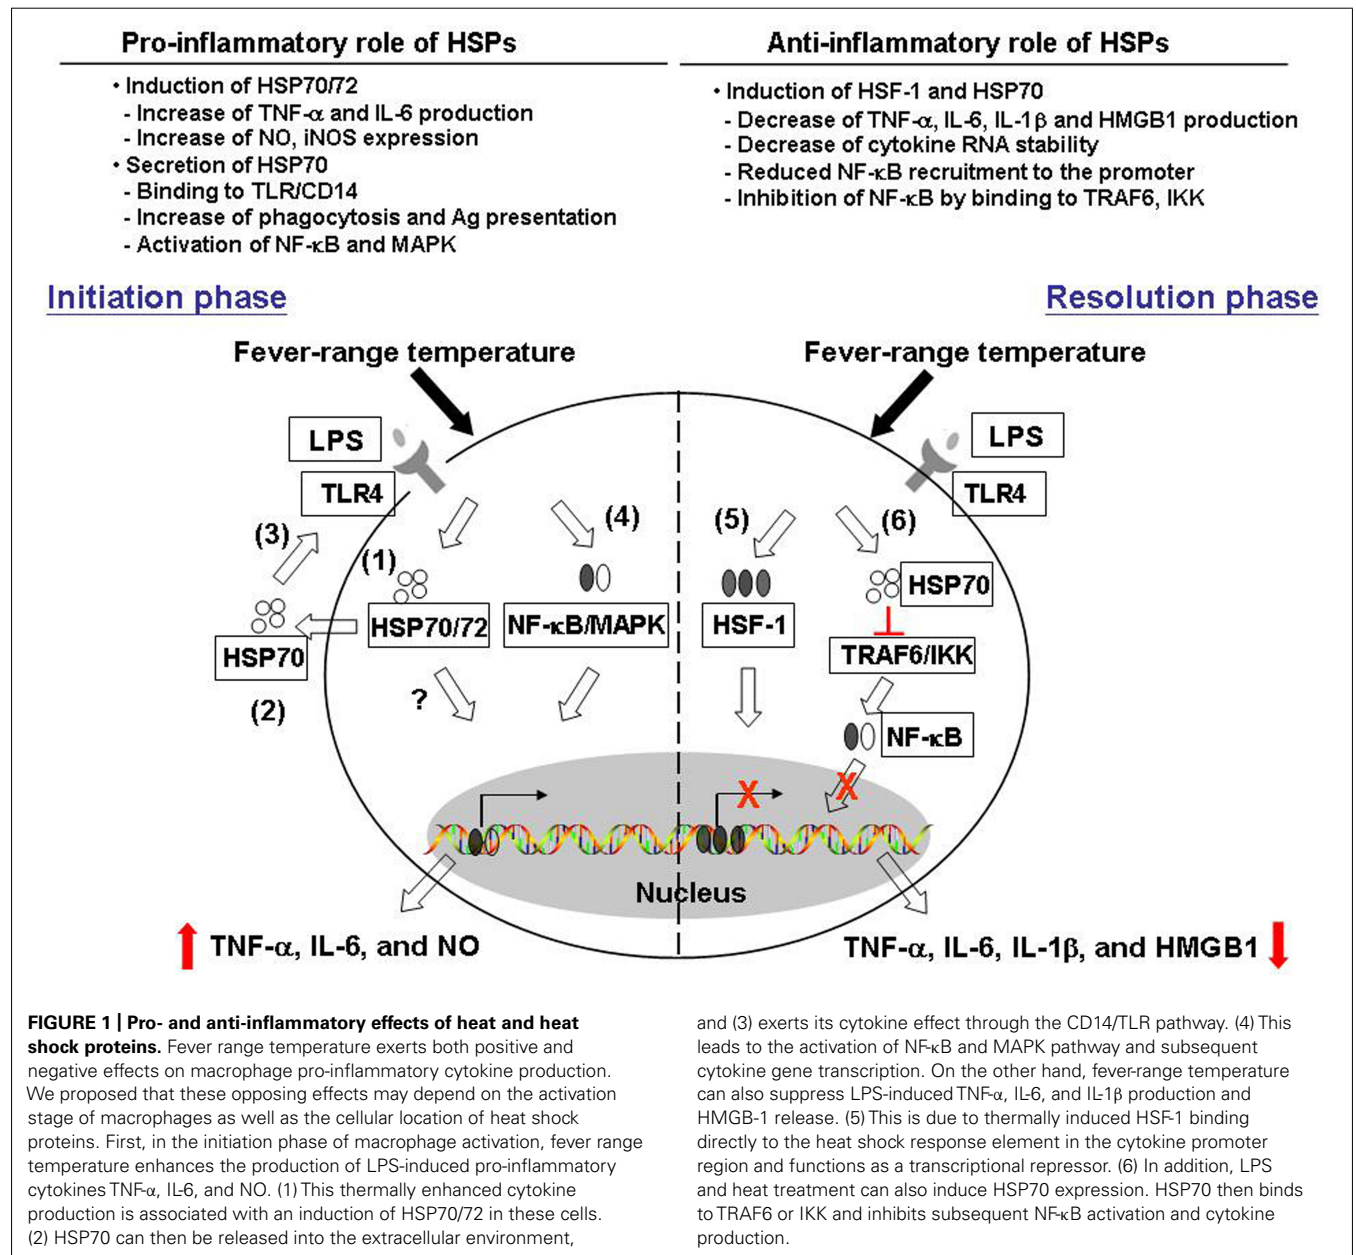 Pro-inflammatory role of HSPs
• Induction of HSP70/72
- Increase of TNF-α and IL-6 production
- Increase of NO, iNOS expression
• Secretion of HSP70
- Binding to TLR/CD14
- Increase of phagocytosis and Ag presentation
- Activation of NF-κB and MAPK
Anti-inflammatory role of HSPs
• Induction of HSF-1 and HSP70
- Decrease of TNF-α, IL-6, IL-1β and HMGB1 production
- Decrease of cytokine RNA stability
- Reduced NF-κB recruitment to the promoter
- Inhibition of NF-κB by binding to TRAF6, IKK
Initiation phase
Resolution phase
Fever-range temperature
Fever-range temperature
LPS
TLR4
(3)
(1)
(4)
HSP70/72
NF-κB/MAPK
HSP70
(2)
?
LPS
TLR4
(5)
(6)
HSF-1
HSP70
TRAF6/IKK
NF-κB
X
X
Nucleus
TNF-α, IL-6, and NO
TNF-α, IL-6, IL-1β, and HMGB1
FIGURE 1 | Pro- and anti-inflammatory effects of heat and heat
shock proteins. Fever range temperature exerts both positive and
negative effects on macrophage pro-inflammatory cytokine production.
We proposed that these opposing effects may depend on the activation
stage of macrophages as well as the cellular location of heat shock
proteins. First, in the initiation phase of macrophage activation, fever range
temperature enhances the production of LPS-induced pro-inflammatory
cytokines TNF-α, IL-6, and NO. (1) This thermally enhanced cytokine
production is associated with an induction of HSP70/72 in these cells.
(2) HSP70 can then be released into the extracellular environment,
and (3) exerts its cytokine effect through the CD14/TLR pathway. (4) This
leads to the activation of NF-κB and MAPK pathway and subsequent
cytokine gene transcription. On the other hand, fever-range temperature
can also suppress LPS-induced TNF-α, IL-6, and IL-1β production and
HMGB-1 release. (5) This is due to thermally induced HSF-1 binding
directly to the heat shock response element in the cytokine promoter
region and functions as a transcriptional repressor. (6) In addition, LPS
and heat treatment can also induce HSP70 expression. HSP70 then binds
to TRAF6 or IKK and inhibits subsequent NF-κB activation and cytokine
production.